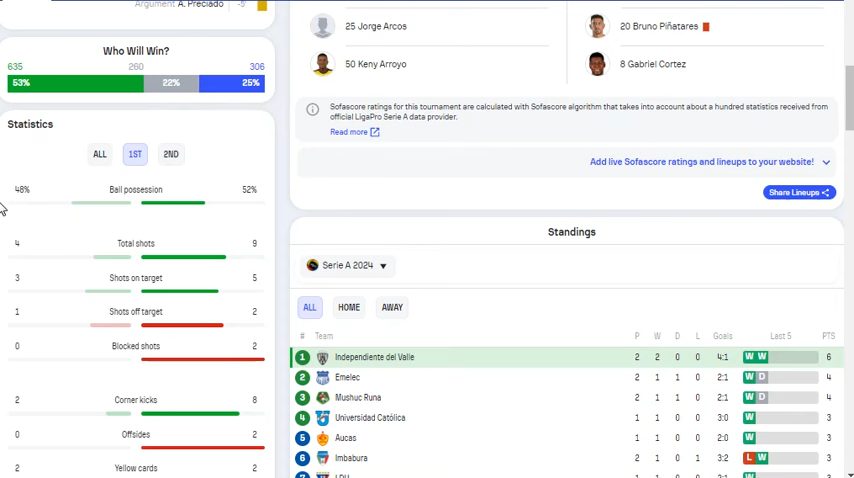 Argument A. Preciado -5'
Who Will Win?
635 260 306
53% 22% 25%
Statistics
ALL 1ST 2ND
48% Ball possession 52%
4 Total shots 9
3 Shots on target 5
1 Shots off target 2
0 Blocked shots 2
2 Corner kicks 8
0 Offsides 2
2 Yellow cards 2
25 Jorge Arcos
20 Bruno Piñatares
50 Keny Arroyo
8 Gabriel Cortez
Sofascore ratings for this tournament are calculated with Sofascore algorithm that takes into account about a hundred statistics received from
official LigaPro Serie A data provider.
Read more
Add live Sofascore ratings and lineups to your website!
Share Lineups
Standings
Serie A 2024
ALL HOME AWAY
# Team P W D L Goals Last 5 PTS
1 Independiente del Valle 2 2 0 0 4:1 W W 6
2 Emelec 2 1 1 0 2:1 W D 4
3 Mushuc Runa 2 1 1 0 2:1 W D 4
4 Universidad Católica 1 1 0 0 3:0 W 3
5 Aucas 1 1 0 0 2:0 W 3
6 Imbabura 2 1 0 1 3:2 L W 3